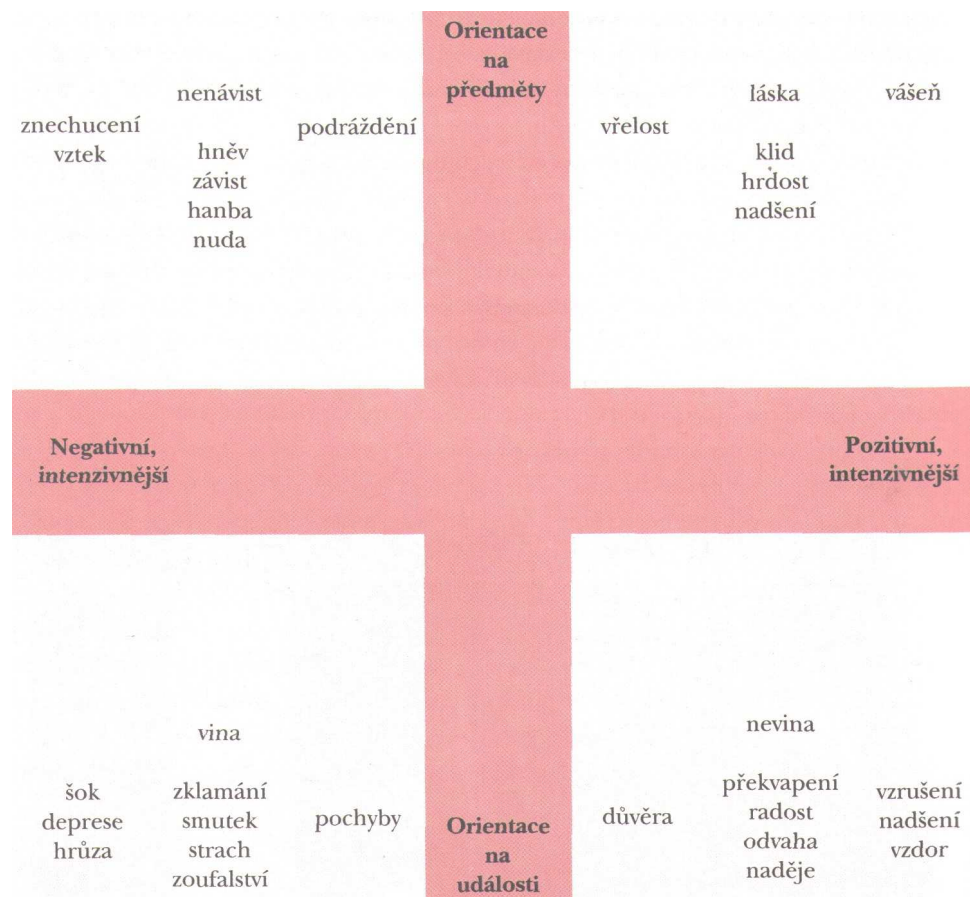 Orientace
na
předměty
nenávist
znechucení
vztek
hněv
závist
hanba
nuda
podráždění
vřelost
láska
klid
hrdost
nadšení
vášeň
Negativní,
intenzivnější
Pozitivní,
intenzivnější
vina
šok
deprese
hrůza
zklamání
smutek
strach
zoufalství
pochyby
Orientace
na
události
důvěra
nevina
překvapení
radost
odvaha
naděje
vzrušení
nadšení
vzdor